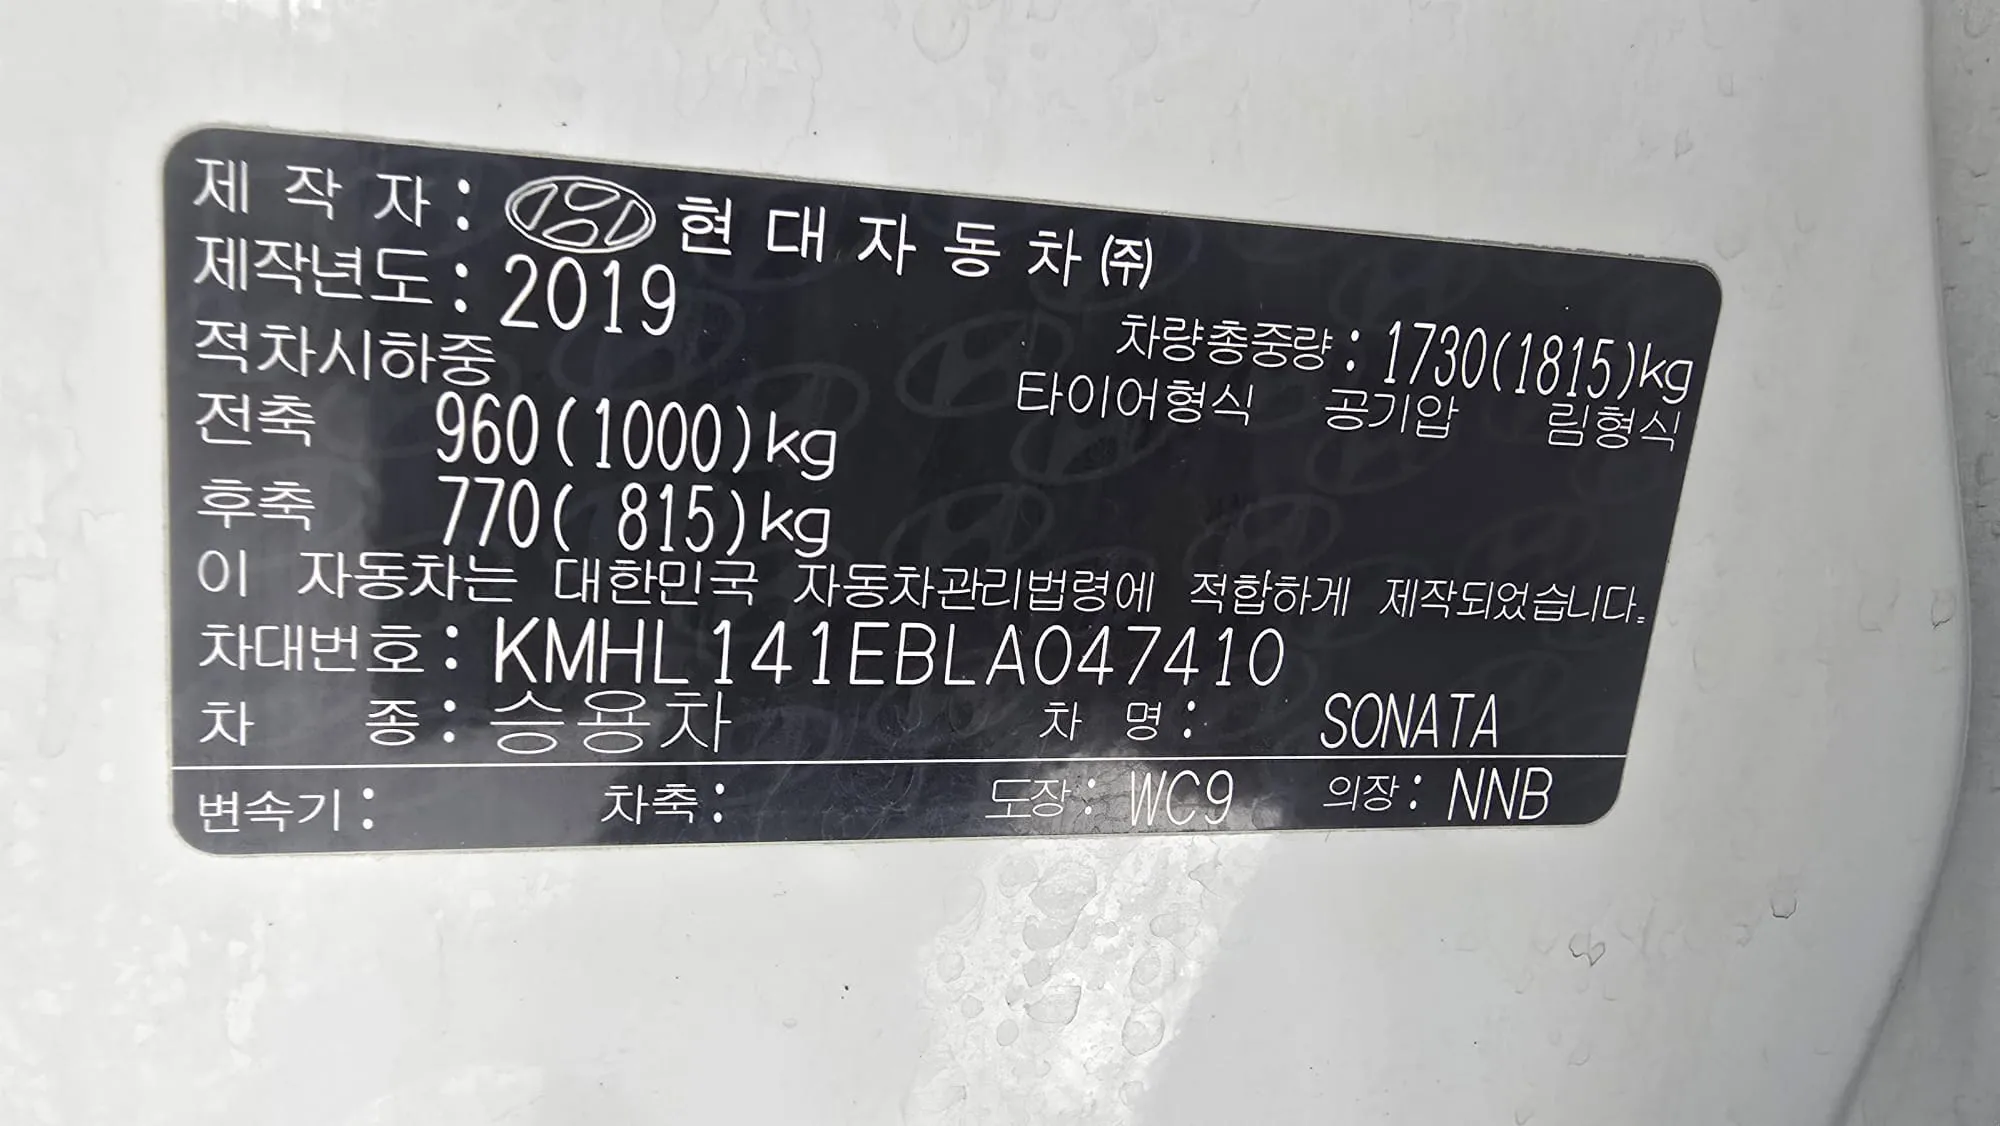 제 작 자 : 현 대 자 동 차 ㈜
제작년도 : 2019
적차시하중 차량총중량 : 1730(1815)kg
타이어형식 공기압 림형식
전축 960(1000)kg
후축 770( 815)kg
이 자동차는 대한민국 자동차관리법령에 적합하게 제작되었습니다.
차대번호 : KMHL141EBLA047410
차 종 : 승용차 차 명 : SONATA
변속기 : 차축 : 도장 : WC9 의장 : NNB